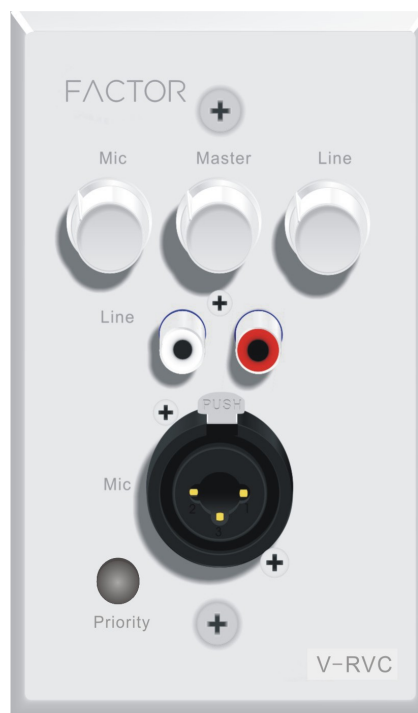 FACTOR
Mic Master Line
Line
PUSH
Mic
2 1
3
Priority
V-RVC